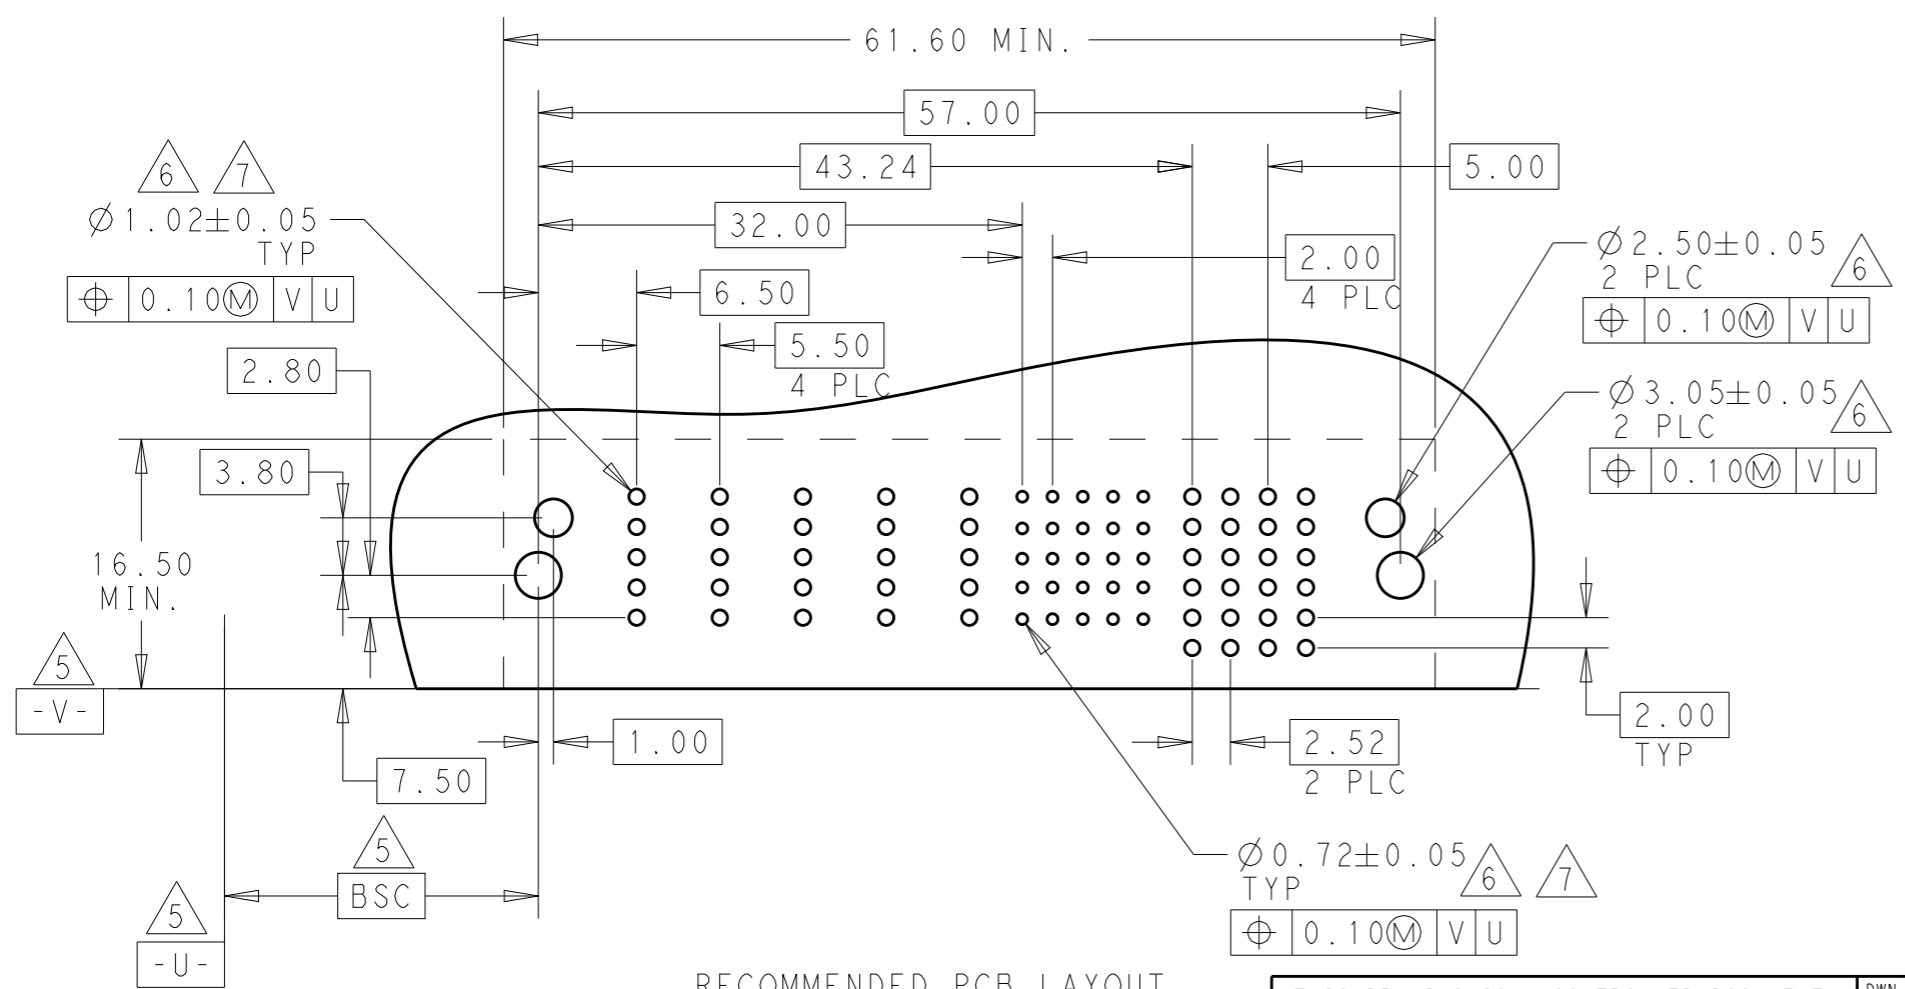 61.60 MIN.
57.00
43.24
5.00
6 7
Ø1.02±0.05
TYP
⌖ 0.10Ⓜ V U
32.00
2.00
4 PLC
Ø2.50±0.05 6
2 PLC
⌖ 0.10Ⓜ V U
6.50
5.50
4 PLC
2.80
Ø3.05±0.05 6
2 PLC
⌖ 0.10Ⓜ V U
3.80
16.50
MIN.
5
-V-
1.00
7.50
2.52
2 PLC
2.00
TYP
5
BSC
5
-U-
Ø0.72±0.05 6 7
TYP
⌖ 0.10Ⓜ V U
RECOMMENDED PCB LAYOUT
DWN